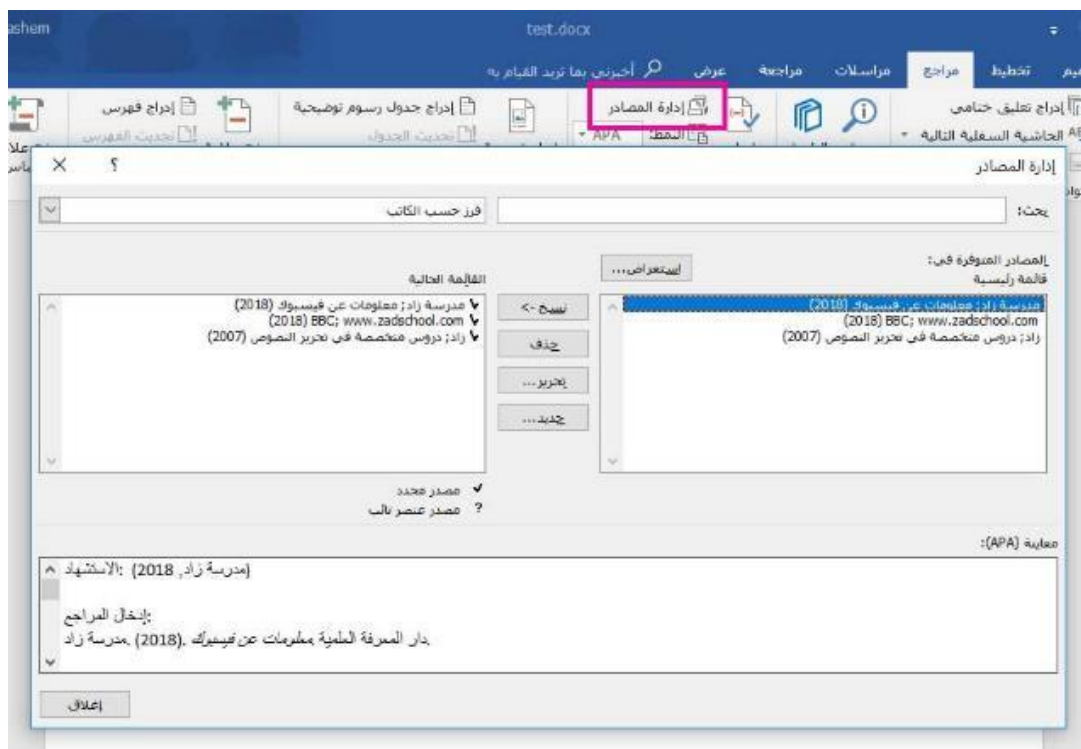 ashem
test.docx
تخطيط
مراجع
مراسلات
مراجعة
عرض
أخبرني بما تريد القيام به
إدراج تعليق ختامي
الحاشية السفلية التالية
إدارة المصادر
النمط: APA
إدراج جدول رسوم توضيحية
تحديث الجدول
إدراج فهرس
تحديث الفهرس
إدارة المصادر
؟
بحث:
فرز حسب الكاتب
المصادر المتوفرة في:
قائمة رئيسية
استعراض...
القائمة الحالية
مدرسة زاد; معلومات عن فيسبوك (2018)
(2018) BBC; www.zadschool.com
زاد; دروس متخصصة في تحرير النصوص (2007)
نسخ ->
حذف
تحرير...
جديد...
مدرسة زاد; معلومات عن فيسبوك (2018)
(2018) BBC; www.zadschool.com
زاد; دروس متخصصة في تحرير النصوص (2007)
مصدر محدد
? مصدر عنصر نائب
معاينة (APA):
(مدرسة زاد, 2018) :الاستشهاد
:إدخال المراجع
.دار المعرفة العلمية .معلومات عن فيسبوك .(2018) .مدرسة زاد
إغلاق